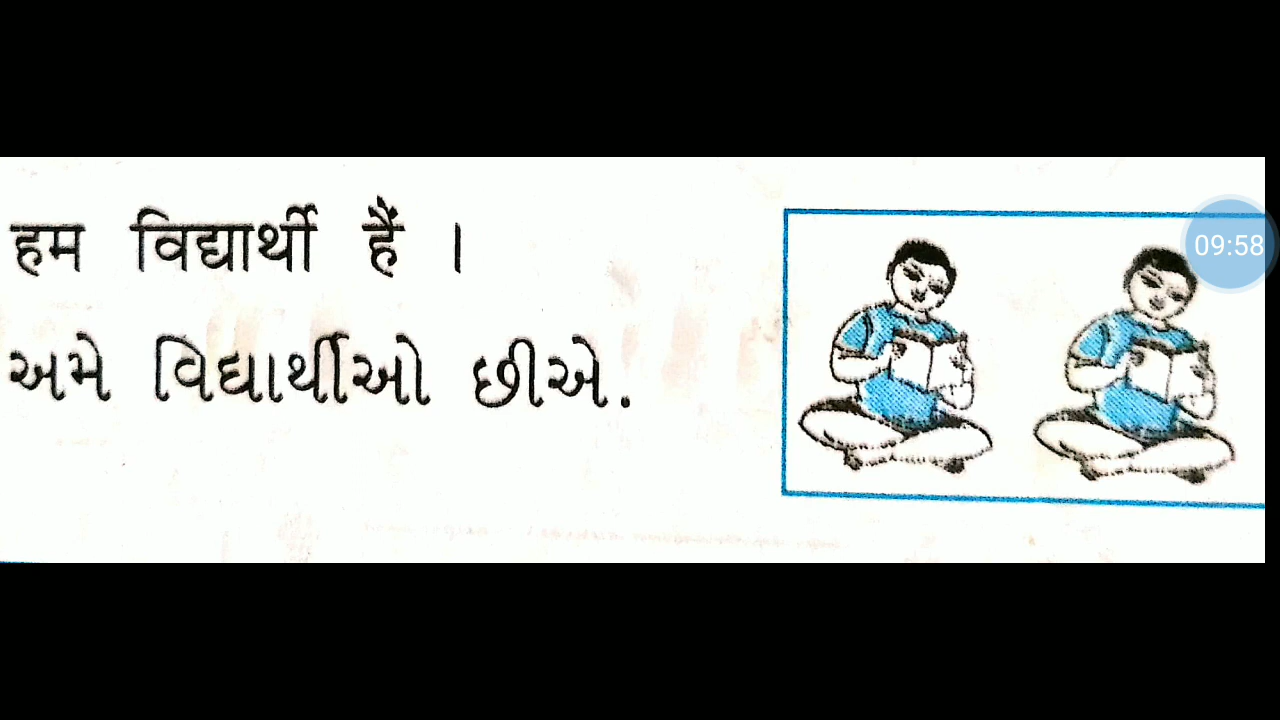 हम विद्यार्थी हैं ।
અમે વિદ્યાર્થીઓ છીએ.
09:58